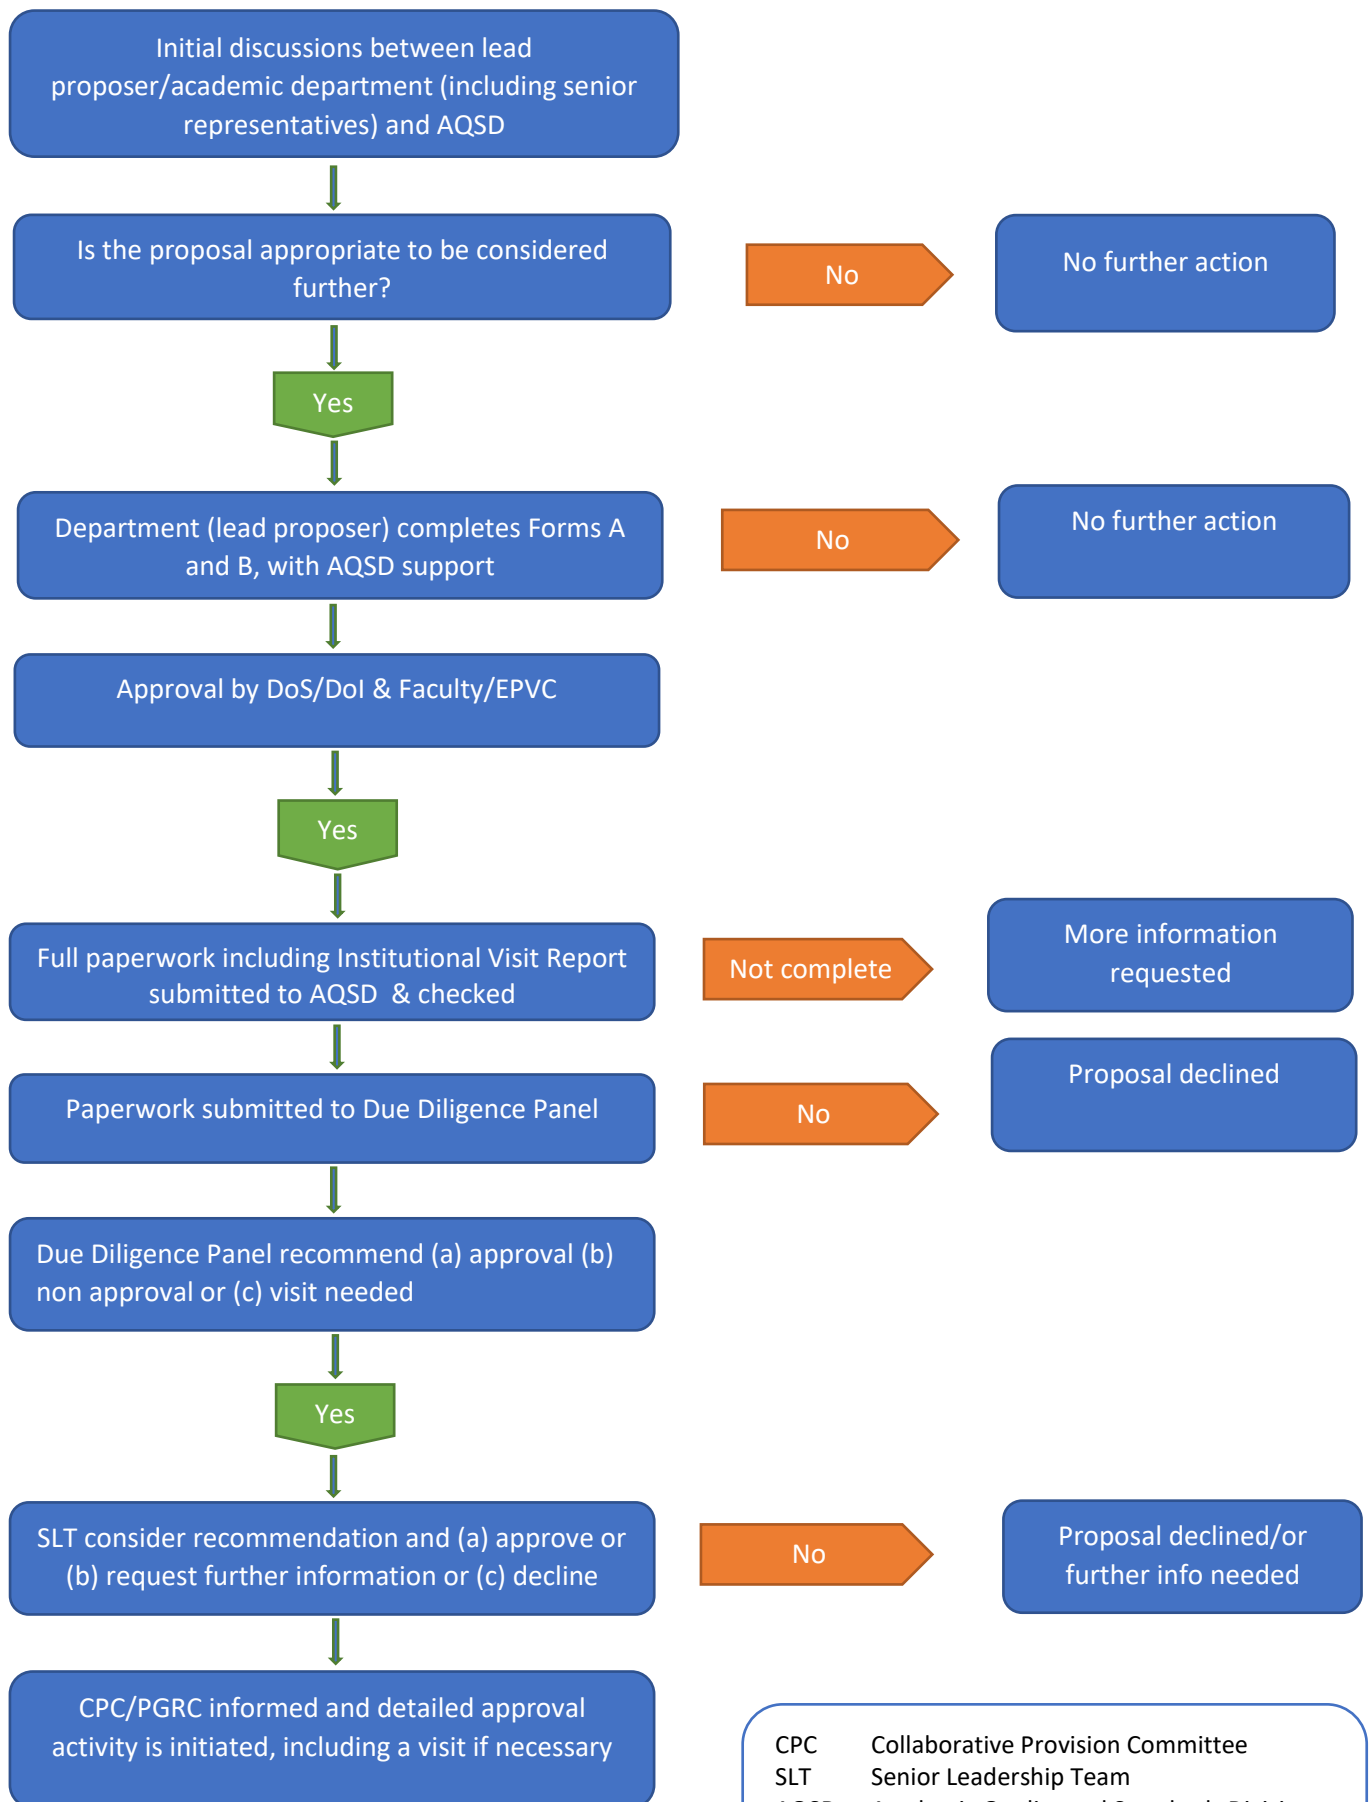 Initial discussions between lead
proposer/academic department (including senior
representatives) and AQSD
Is the proposal appropriate to be considered
further?
No
No further action
Yes
Department (lead proposer) completes Forms A
and B, with AQSD support
No
No further action
Approval by DoS/DoI & Faculty/EPVC
Yes
Full paperwork including Institutional Visit Report
submitted to AQSD & checked
Not complete
More information
requested
Paperwork submitted to Due Diligence Panel
No
Proposal declined
Due Diligence Panel recommend (a) approval (b)
non approval or (c) visit needed
Yes
SLT consider recommendation and (a) approve or
(b) request further information or (c) decline
No
Proposal declined/or
further info needed
CPC/PGRC informed and detailed approval
activity is initiated, including a visit if necessary
CPC Collaborative Provision Committee
SLT Senior Leadership Team